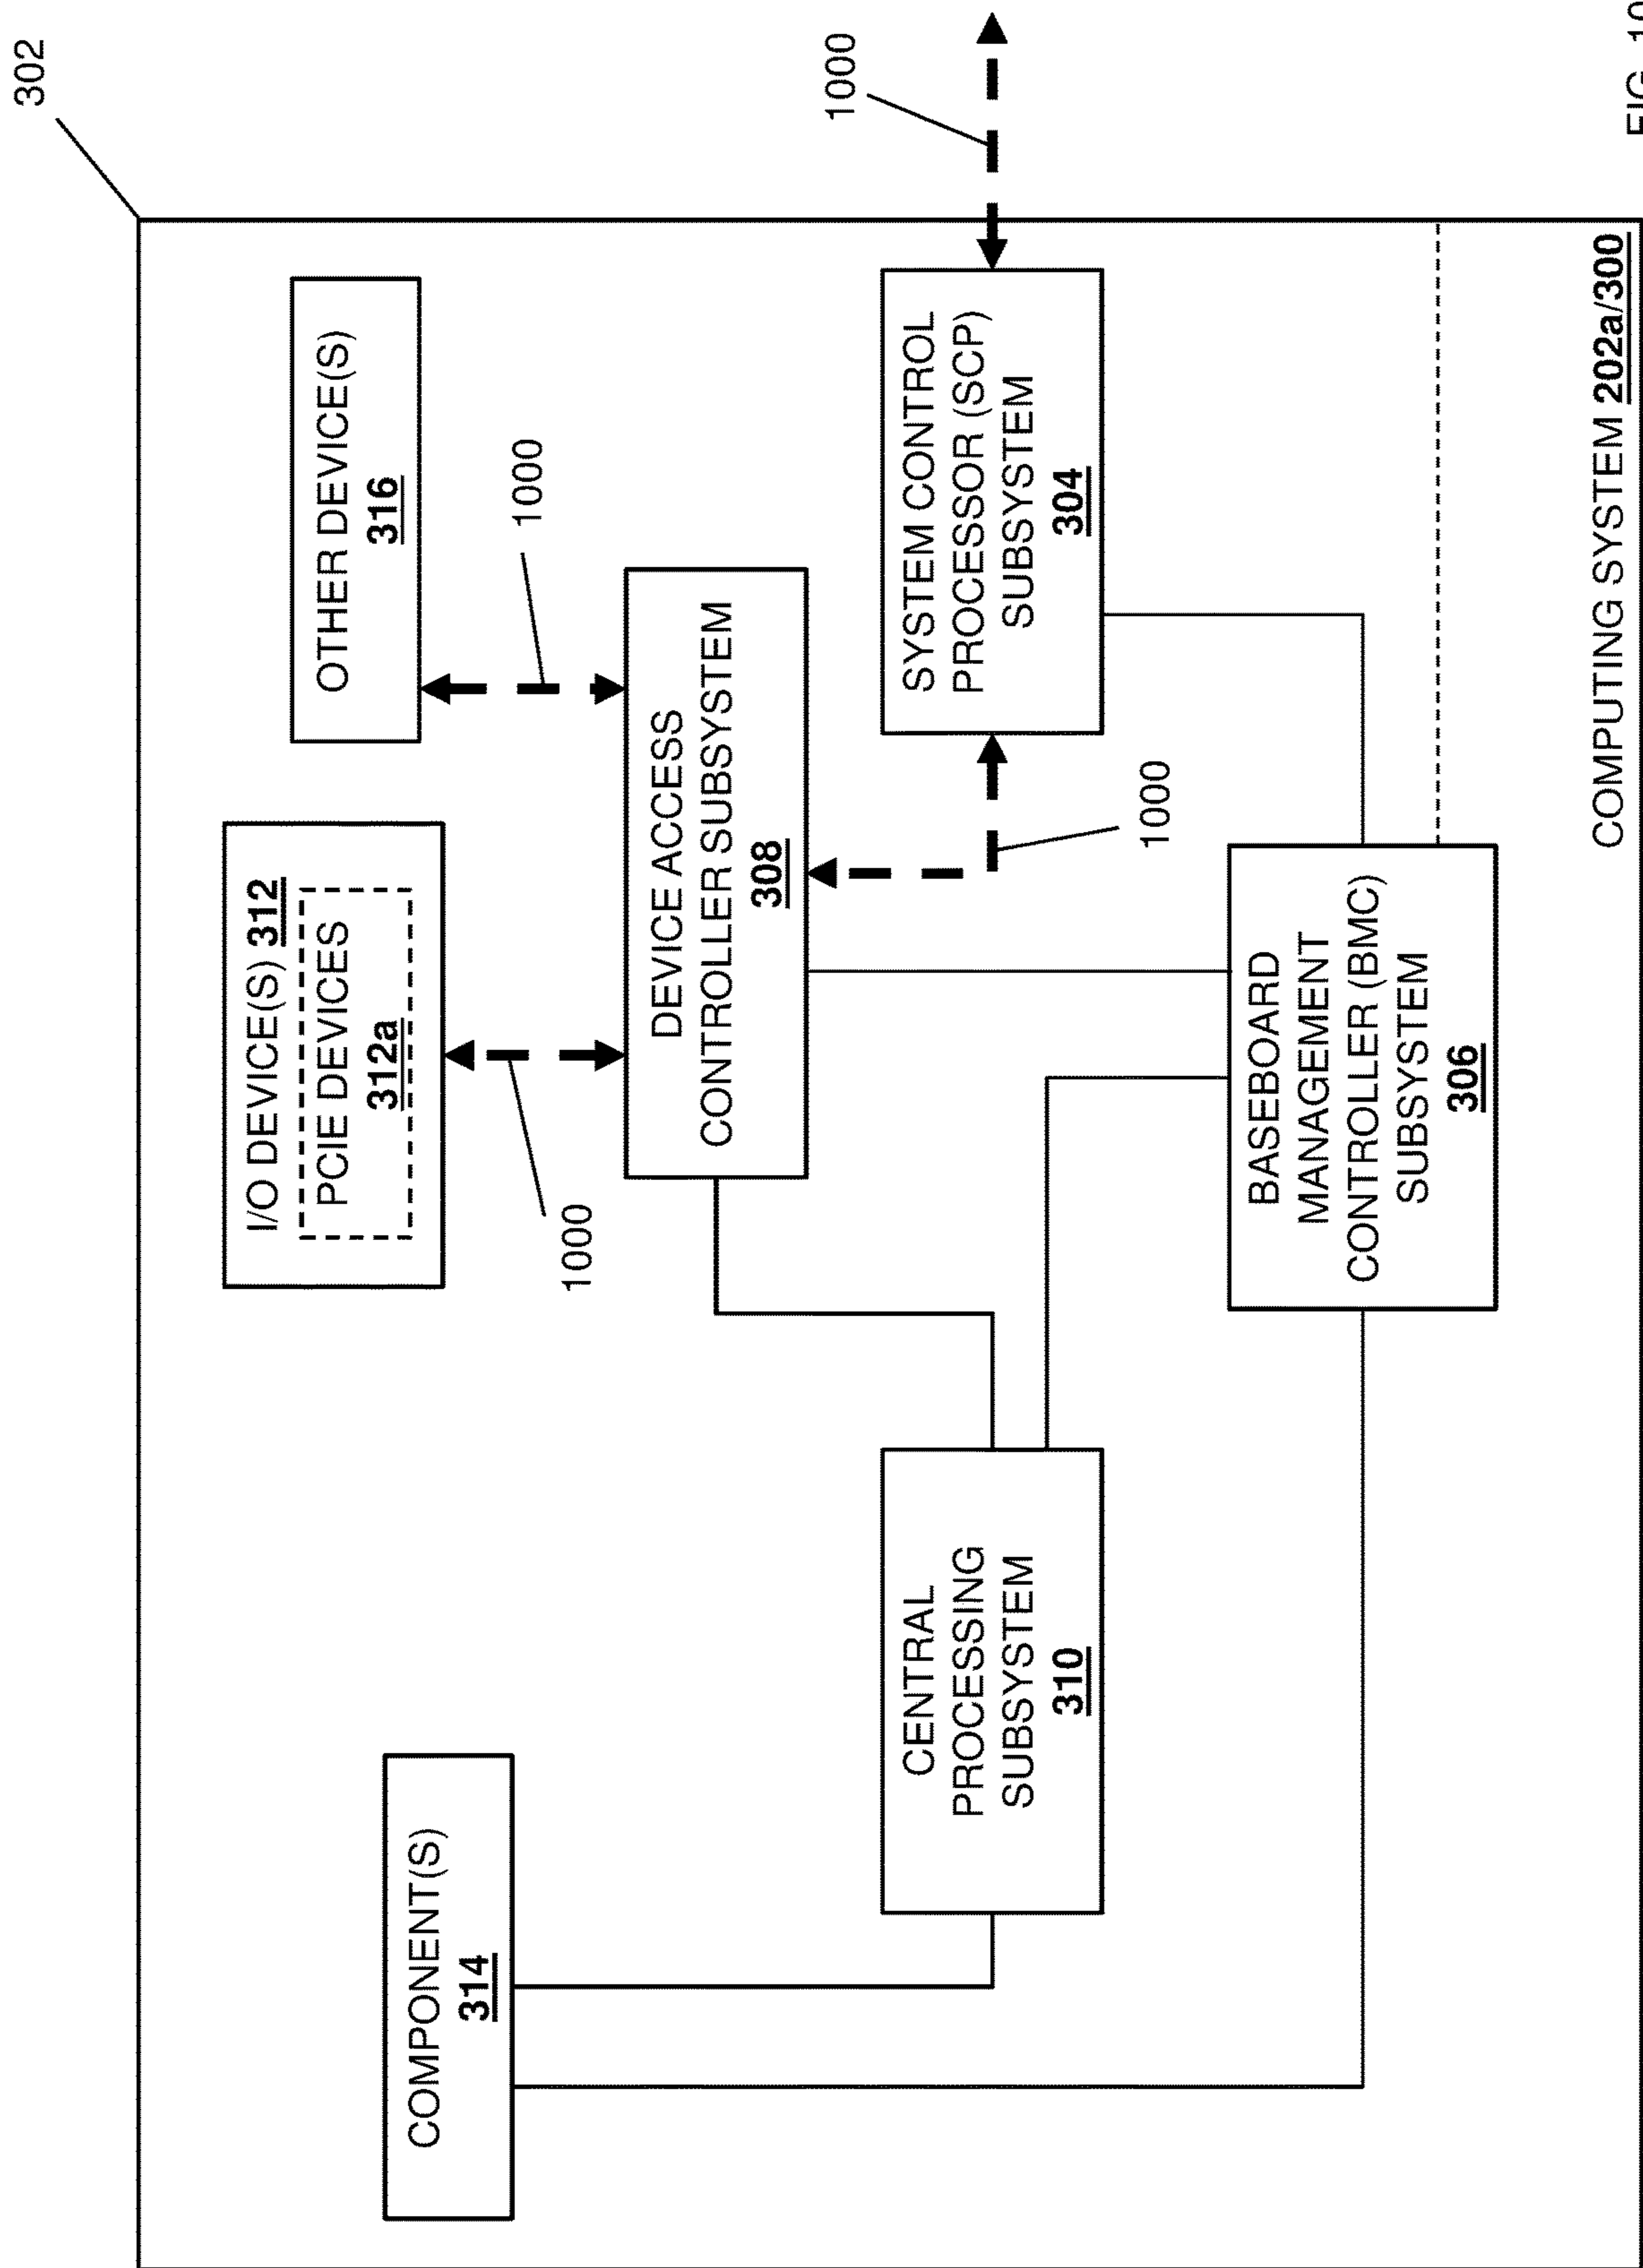 302
I/O DEVICE(S) 312
PCIE DEVICES
312a
OTHER DEVICE(S)
316
COMPONENT(S)
314
1000
1000
1000
DEVICE ACCESS
CONTROLLER SUBSYSTEM
308
CENTRAL
PROCESSING
SUBSYSTEM
310
SYSTEM CONTROL
PROCESSOR (SCP)
SUBSYSTEM
304
1000
BASEBOARD
MANAGEMENT
CONTROLLER (BMC)
SUBSYSTEM
306
COMPUTING SYSTEM 202a/300
FIG. 10